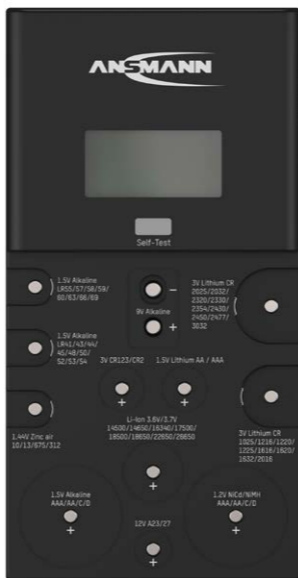 ANSMANN
Self-Test
1.5V Alkaline
LR55/57/58/59/
60/63/66/69
−
9V Alkaline
+
3V Lithium CR
2025/2032/
2320/2330/
2354/2430/
2450/2477/
3032
1.5V Alkaline
LR41/43/44/
45/48/50/
52/53/54
3V CR123/CR2
+
1.5V Lithium AA / AAA
+
1.44V Zinc air
10/13/675/312
Li-Ion 3.6V/3.7V
14500/14650/16340/17500/
18500/18650/22650/26650
+
3V Lithium CR
1025/1216/1220/
1225/1616/1620/
1632/2016
1.5V Alkaline
AAA/AA/C/D
+
1.2V NiCd/NiMH
AAA/AA/C/D
+
12V A23/27
+